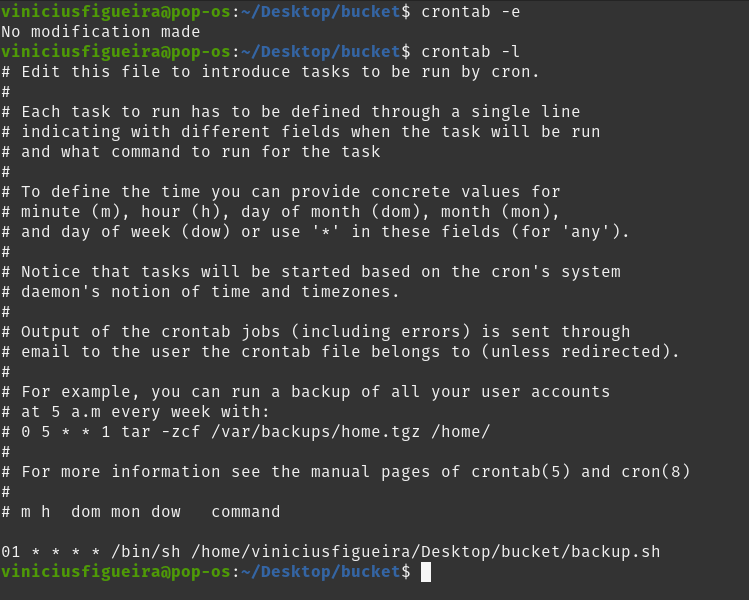 viniciusfigueira@pop-os:~/Desktop/bucket$ crontab -e
No modification made
viniciusfigueira@pop-os:~/Desktop/bucket$ crontab -l
# Edit this file to introduce tasks to be run by cron.
#
# Each task to run has to be defined through a single line
# indicating with different fields when the task will be run
# and what command to run for the task
#
# To define the time you can provide concrete values for
# minute (m), hour (h), day of month (dom), month (mon),
# and day of week (dow) or use '*' in these fields (for 'any').
#
# Notice that tasks will be started based on the cron's system
# daemon's notion of time and timezones.
#
# Output of the crontab jobs (including errors) is sent through
# email to the user the crontab file belongs to (unless redirected).
#
# For example, you can run a backup of all your user accounts
# at 5 a.m every week with:
# 0 5 * * 1 tar -zcf /var/backups/home.tgz /home/
#
# For more information see the manual pages of crontab(5) and cron(8)
#
# m h  dom mon dow   command

01 * * * * /bin/sh /home/viniciusfigueira/Desktop/bucket/backup.sh
viniciusfigueira@pop-os:~/Desktop/bucket$